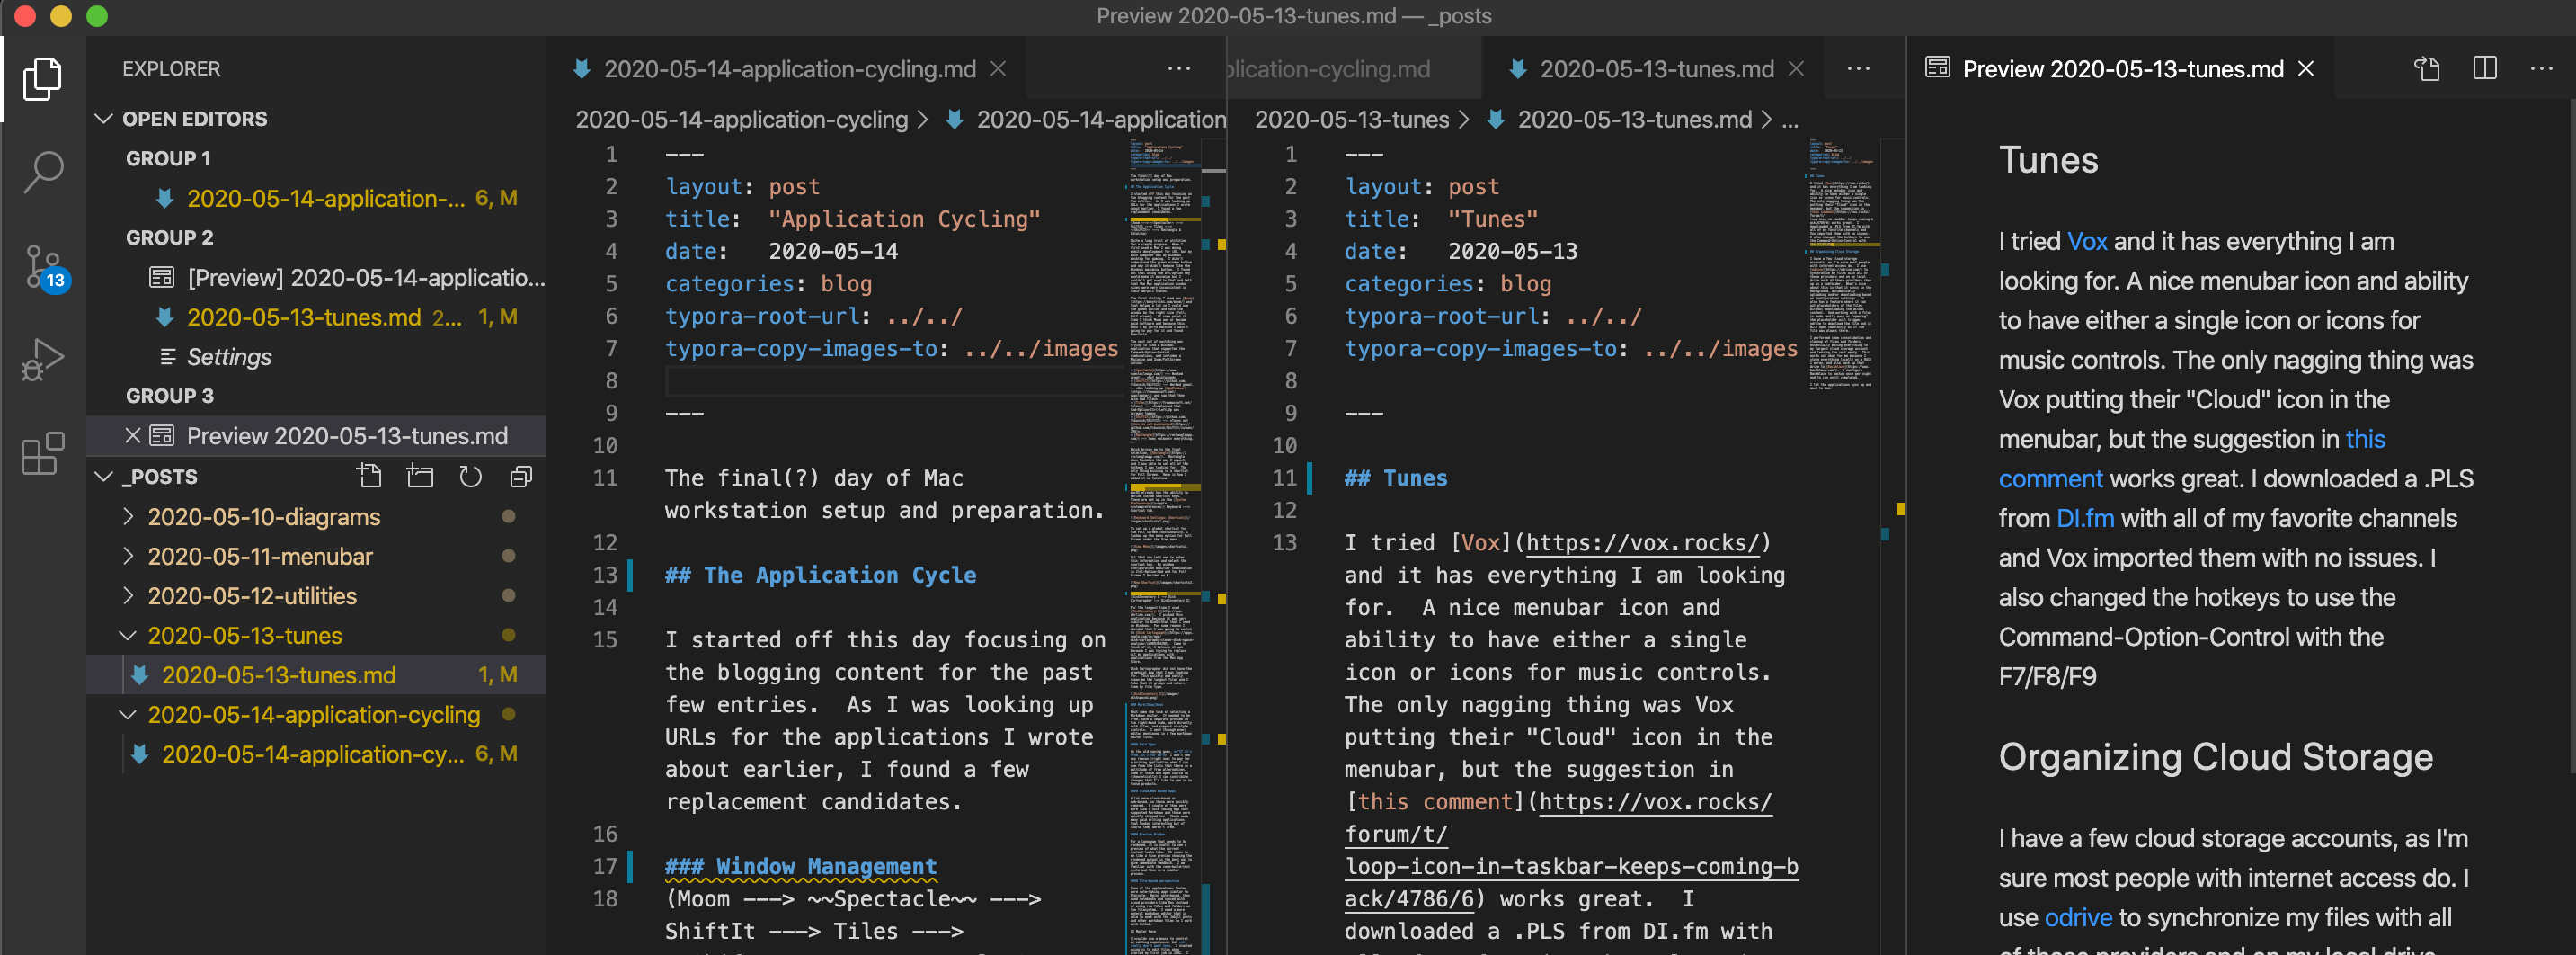 Preview 2020-05-13-tunes.md — _posts
EXPLORER
OPEN EDITORS
GROUP 1
2020-05-14-application-... 6, M
GROUP 2
[Preview] 2020-05-14-applicatio...
2020-05-13-tunes.md 2... 1, M
Settings
GROUP 3
Preview 2020-05-13-tunes.md
_POSTS
2020-05-10-diagrams
2020-05-11-menubar
2020-05-12-utilities
2020-05-13-tunes
2020-05-13-tunes.md 1, M
2020-05-14-application-cycling
2020-05-14-application-cy... 6, M
13
2020-05-14-application-cycling.md
2020-05-14-application-cycling > 2020-05-14-application
1 ---
2 layout: post
3 title: "Application Cycling"
4 date: 2020-05-14
5 categories: blog
6 typora-root-url: ../../
7 typora-copy-images-to: ../../images
8
9 ---
10
11 The final(?) day of Mac
workstation setup and preparation.
12
13 ## The Application Cycle
14
15 I started off this day focusing on
the blogging content for the past
few entries.  As I was looking up
URLs for the applications I wrote
about earlier, I found a few
replacement candidates.
16
17 ### Window Management
18 (Moom ---> ~~Spectacle~~ --->
ShiftIt ---> Tiles --->
plication-cycling.md
2020-05-13-tunes.md
2020-05-13-tunes > 2020-05-13-tunes.md > ...
1 ---
2 layout: post
3 title: "Tunes"
4 date: 2020-05-13
5 categories: blog
6 typora-root-url: ../../
7 typora-copy-images-to: ../../images
8
9 ---
10
11 ## Tunes
12
13 I tried [Vox](https://vox.rocks/)
and it has everything I am looking
for.  A nice menubar icon and
ability to have either a single
icon or icons for music controls.
The only nagging thing was Vox
putting their "Cloud" icon in the
menubar, but the suggestion in
[this comment](https://vox.rocks/
forum/t/
loop-icon-in-taskbar-keeps-coming-b
ack/4786/6) works great.  I
downloaded a .PLS from DI.fm with
Preview 2020-05-13-tunes.md
Tunes
I tried Vox and it has everything I am
looking for. A nice menubar icon and ability
to have either a single icon or icons for
music controls. The only nagging thing was
Vox putting their "Cloud" icon in the
menubar, but the suggestion in this
comment works great. I downloaded a .PLS
from DI.fm with all of my favorite channels
and Vox imported them with no issues. I
also changed the hotkeys to use the
Command-Option-Control with the
F7/F8/F9
Organizing Cloud Storage
I have a few cloud storage accounts, as I'm
sure most people with internet access do. I
use odrive to synchronize my files with all
of those providers and on my local drive